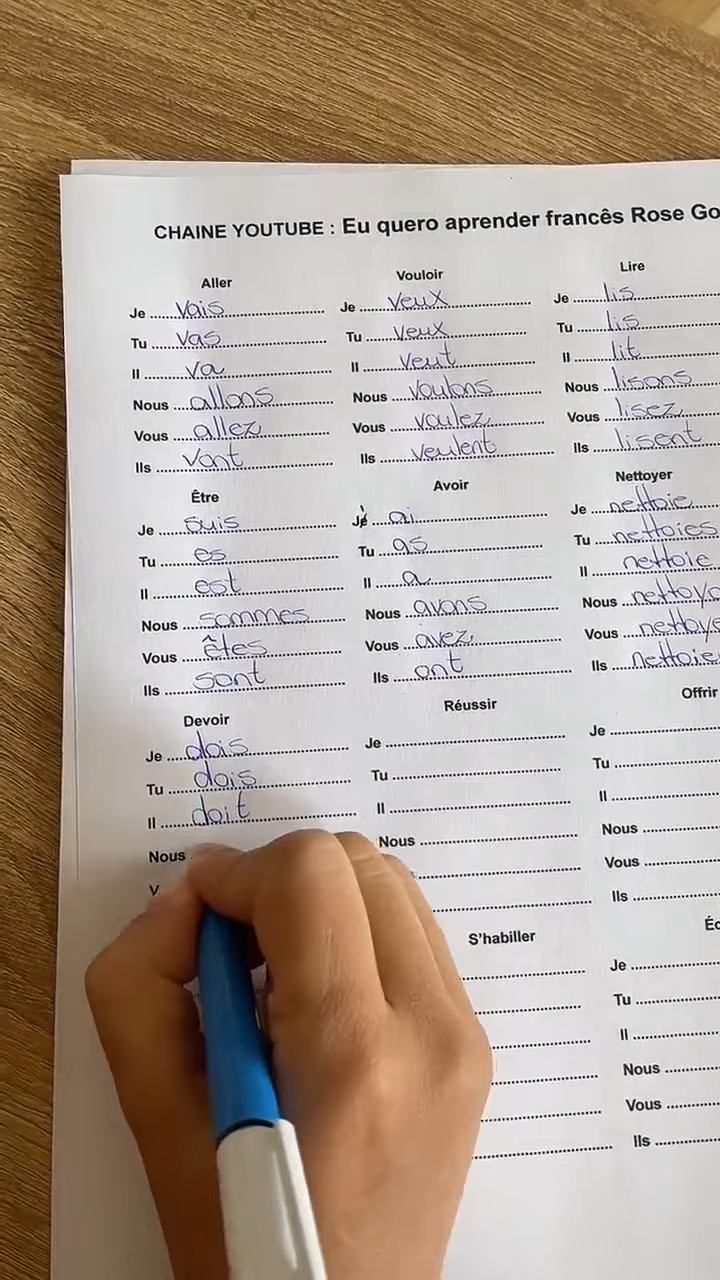 CHAINE YOUTUBE : Eu quero aprender francês Rose Go
Aller
Je vais
Tu vas
Il va
Nous allons
Vous allez
Ils vont
Vouloir
Je veux
Tu veux
Il veut
Nous voulons
Vous voulez
Ils veulent
Lire
Je lis
Tu lis
Il lit
Nous lisons
Vous lisez
Ils lisent
Être
Je suis
Tu es
Il est
Nous sommes
Vous êtes
Ils sont
Avoir
J' ai
Tu as
Il a
Nous avons
Vous avez
Ils ont
Nettoyer
Je nettoie
Tu nettoies
Il nettoie
Nous nettoyo
Vous nettoye
Ils nettoie
Devoir
Je dois
Tu dois
Il doit
Nous
V
Réussir
Je
Tu
Il
Nous
Offrir
Je
Tu
Il
Nous
Vous
Ils
S'habiller
Éc
Je
Tu
Il
Nous
Vous
Ils